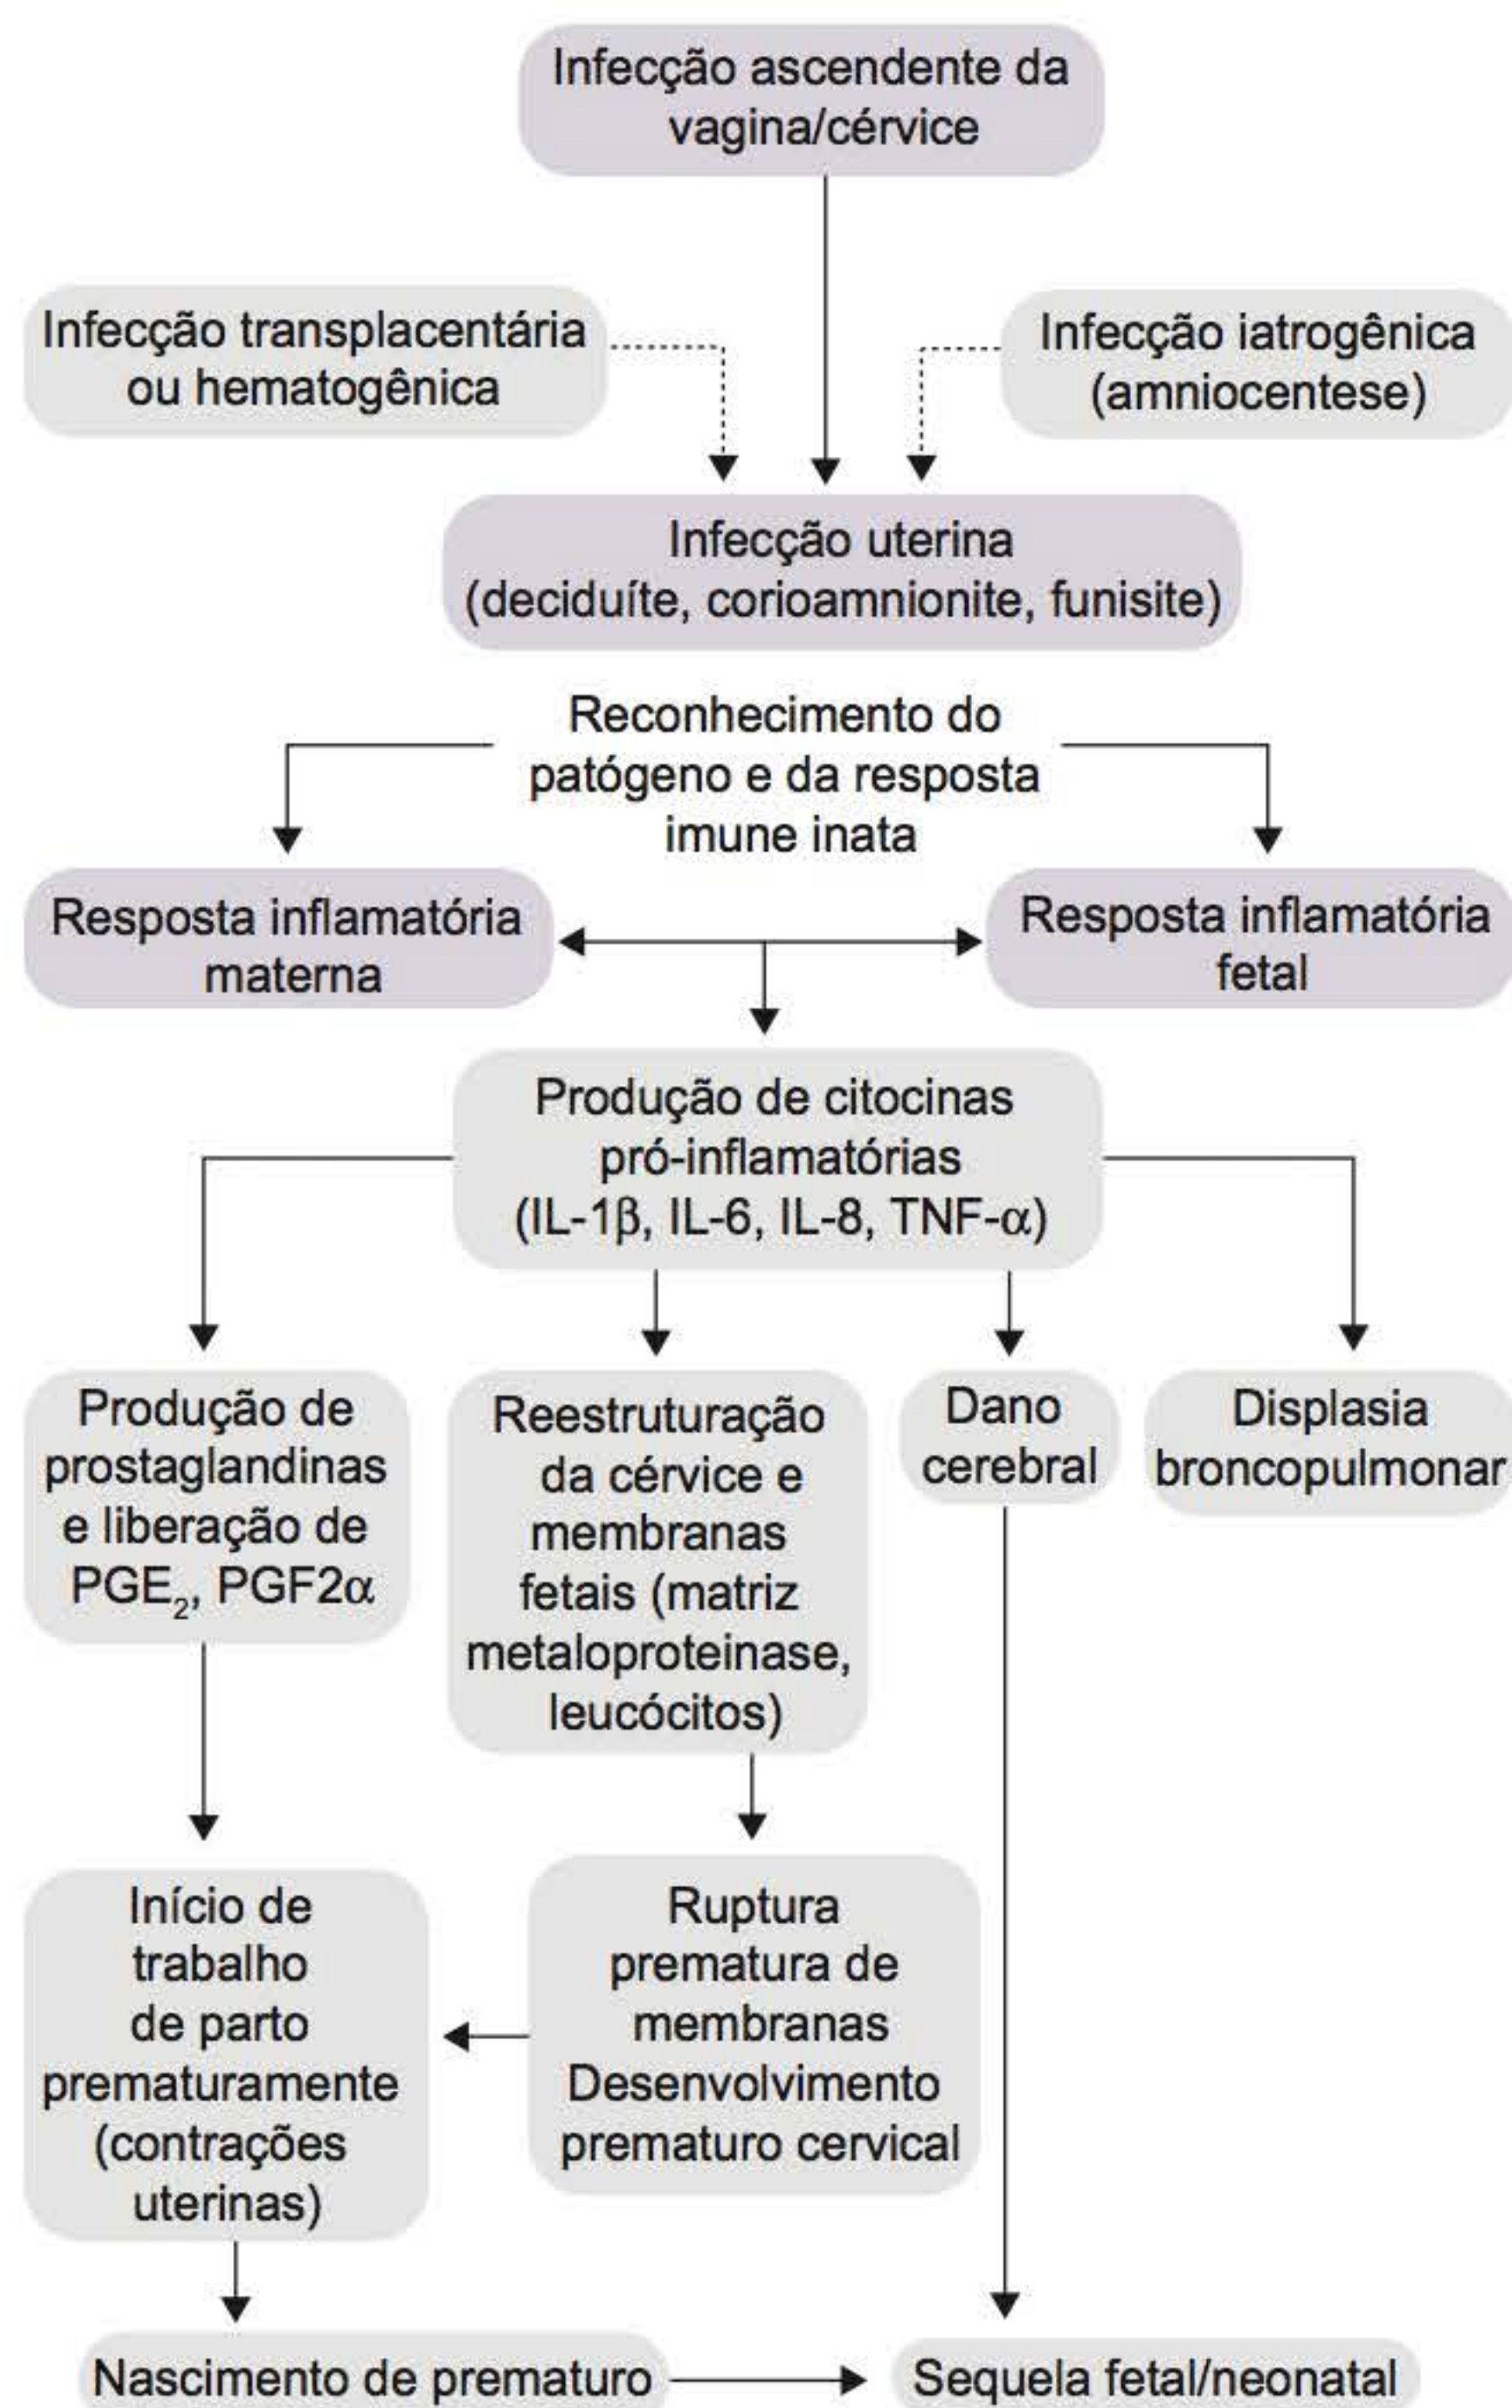 Infecção ascendente da
vagina/cérvice
Infecção transplacentária
ou hematogênica
Infecção iatrogênica
(amniocentese)
Infecção uterina
(deciduíte, corioamnionite, funisite)
Reconhecimento do
patógeno e da resposta
imune inata
Resposta inflamatória
materna
Resposta inflamatória
fetal
Produção de citocinas
pró-inflamatórias
(IL-1β, IL-6, IL-8, TNF-α)
Produção de
prostaglandinas
e liberação de
PGE₂, PGF2α
Reestruturação
da cérvice e
membranas
fetais (matriz
metaloproteinase,
leucócitos)
Dano
cerebral
Displasia
broncopulmonar
Início de
trabalho
de parto
prematuramente
(contrações
uterinas)
Ruptura
prematura de
membranas
Desenvolvimento
prematuro cervical
Nascimento de prematuro
Sequela fetal/neonatal